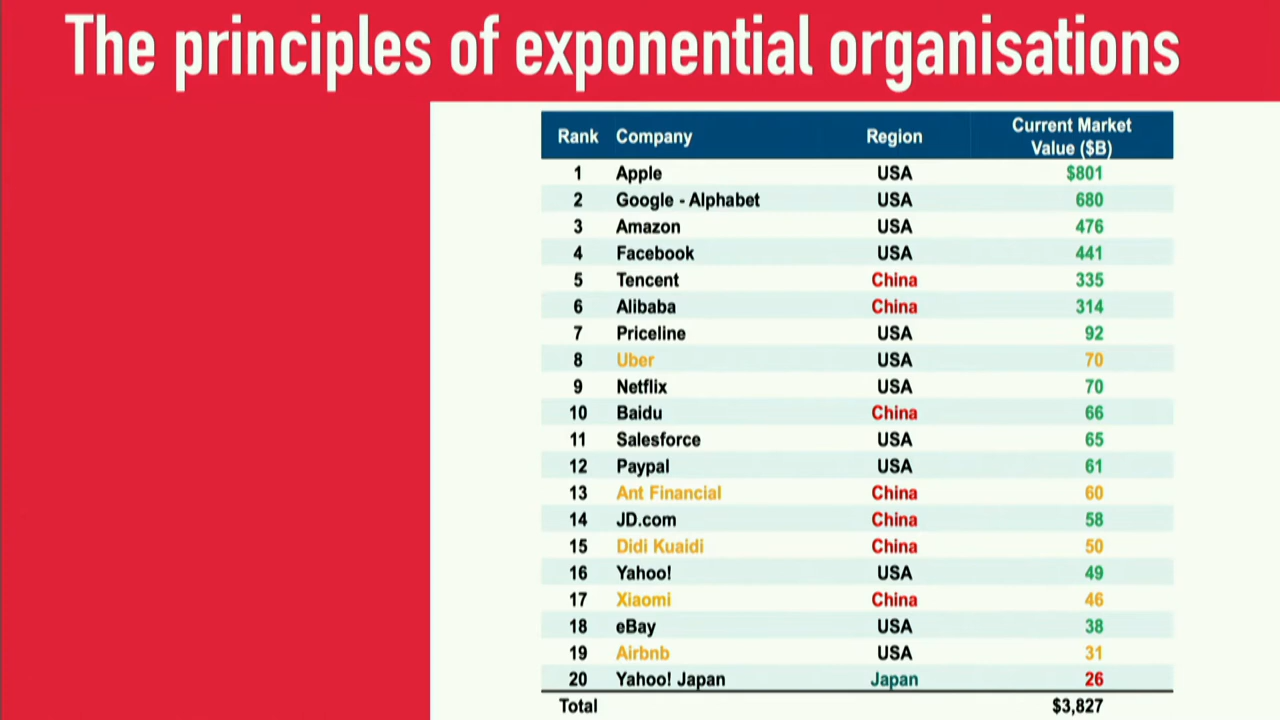 The principles of exponential organisations
Rank Company Region Current Market
Value ($B)
1 Apple USA $801
2 Google - Alphabet USA 680
3 Amazon USA 476
4 Facebook USA 441
5 Tencent China 335
6 Alibaba China 314
7 Priceline USA 92
8 Uber USA 70
9 Netflix USA 70
10 Baidu China 66
11 Salesforce USA 65
12 Paypal USA 61
13 Ant Financial China 60
14 JD.com China 58
15 Didi Kuaidi China 50
16 Yahoo! USA 49
17 Xiaomi China 46
18 eBay USA 38
19 Airbnb USA 31
20 Yahoo! Japan Japan 26
Total $3,827